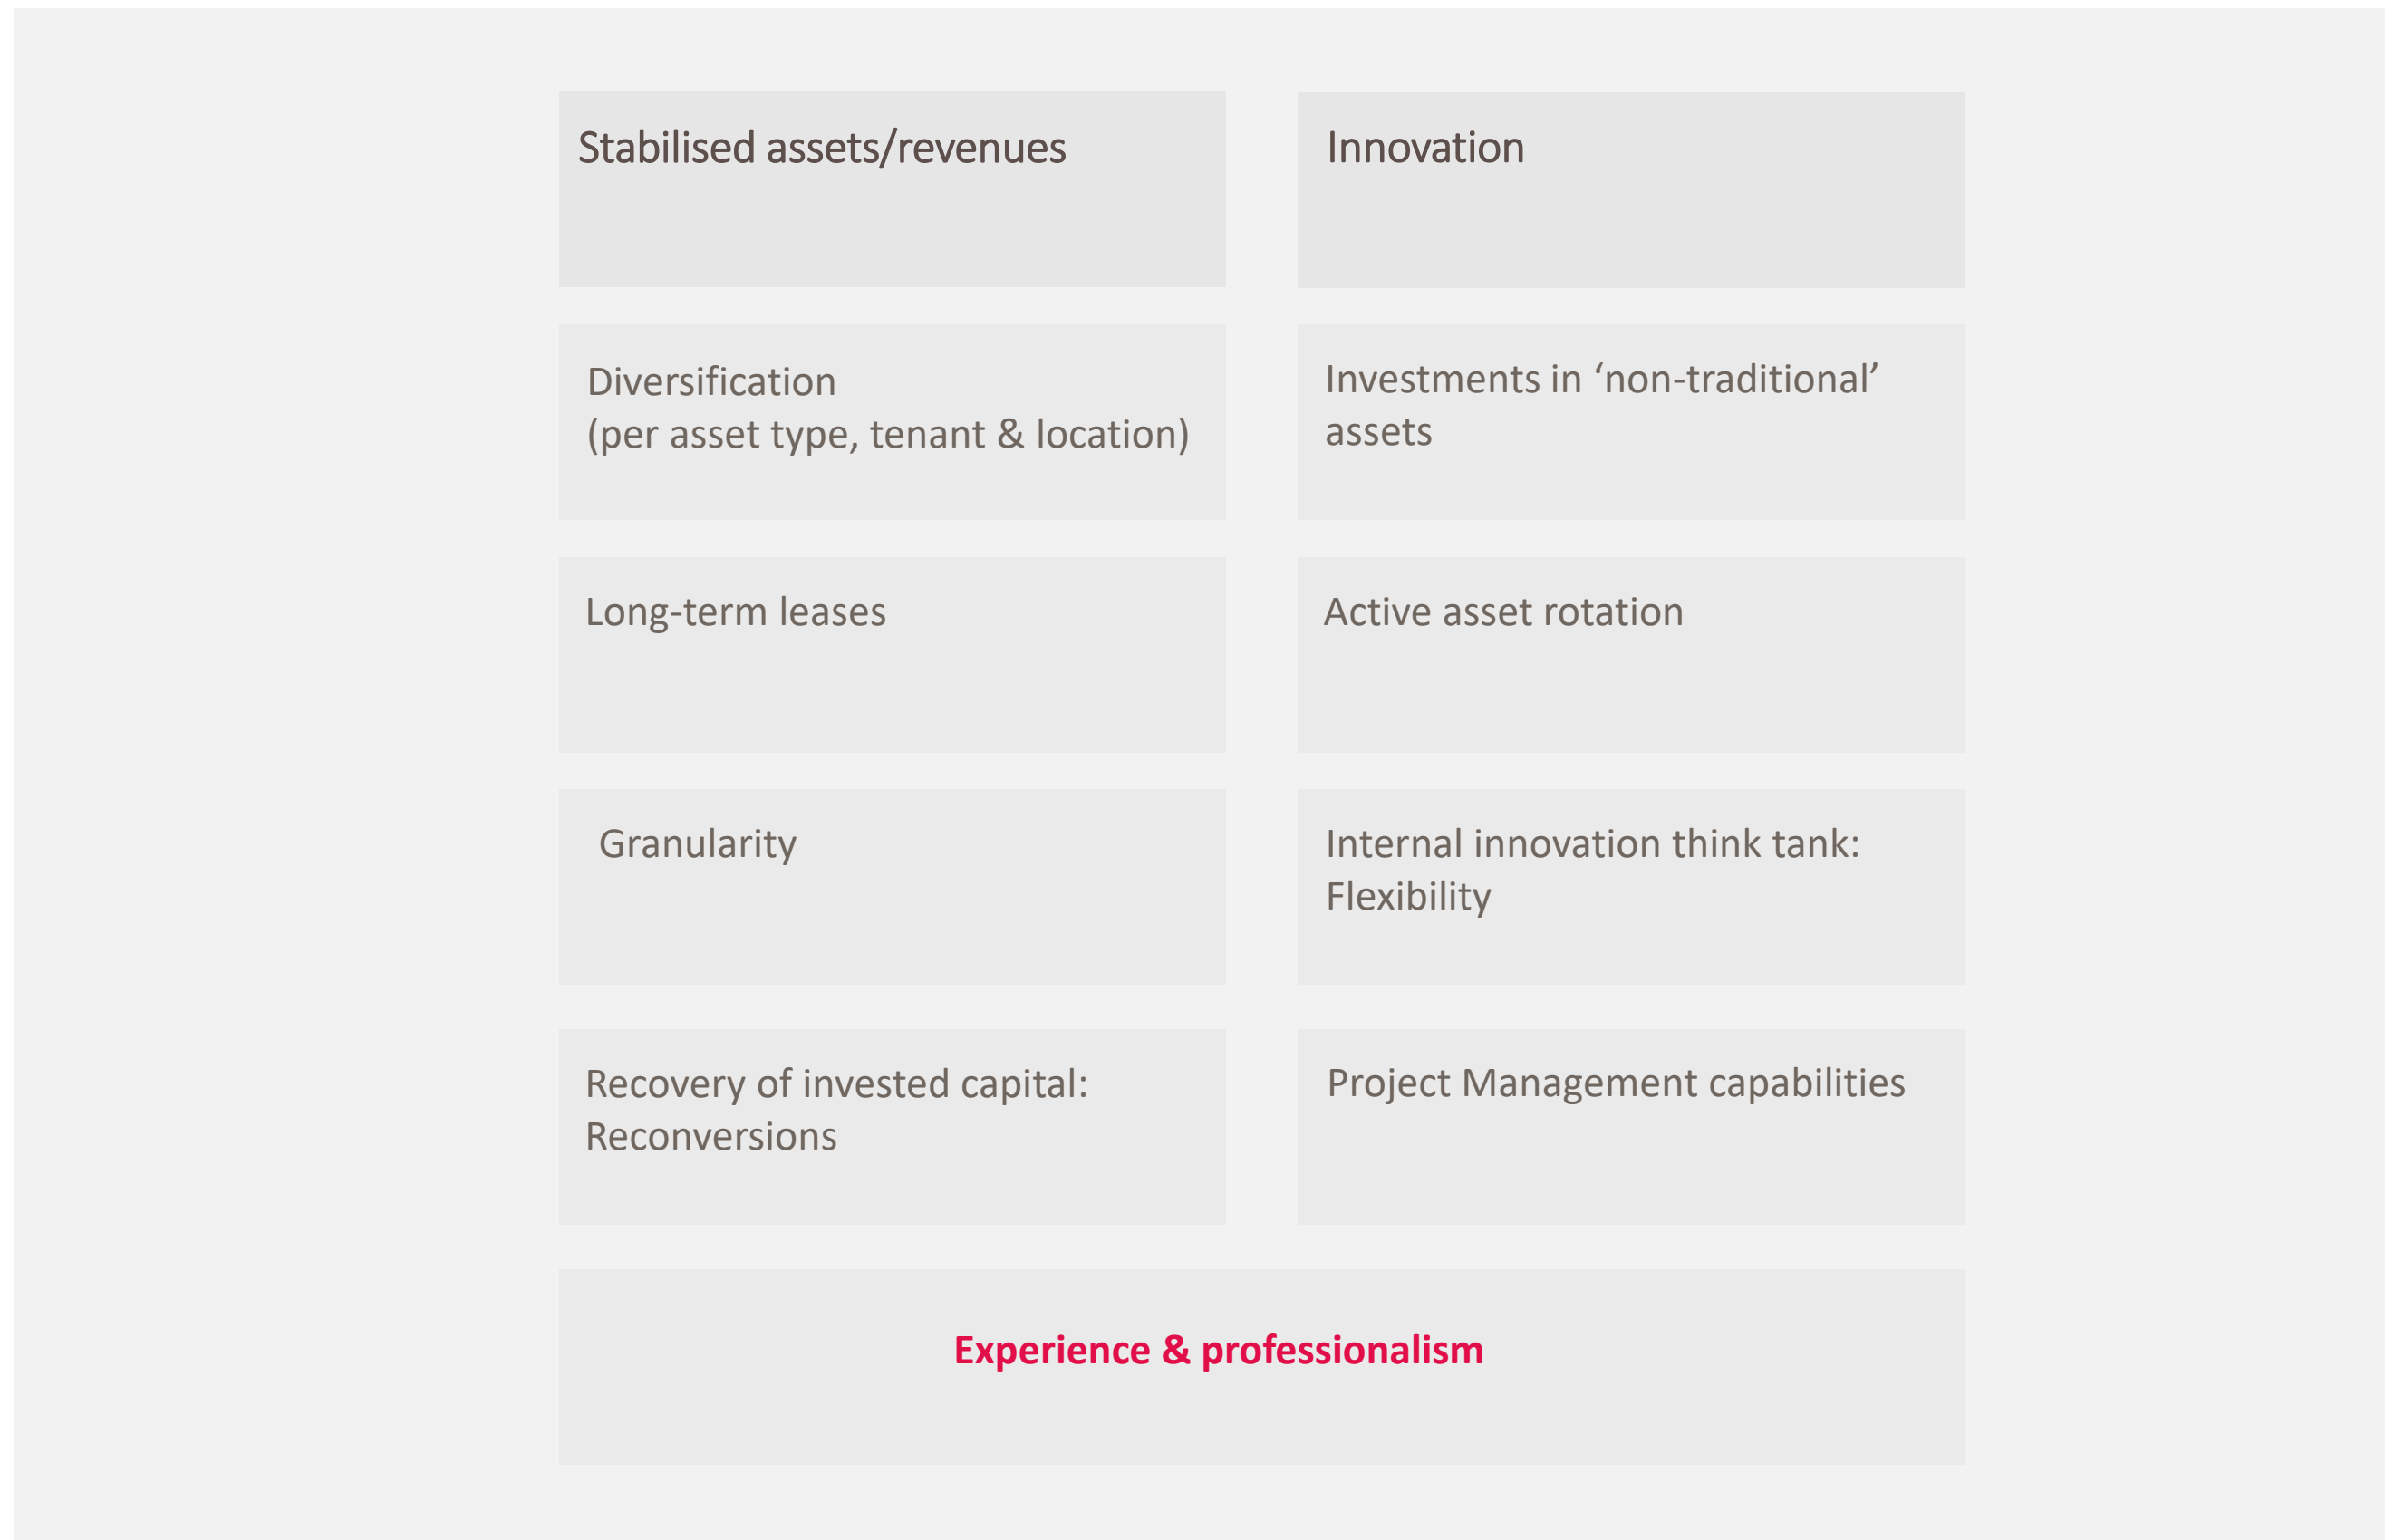 Stabilised assets/revenues
Innovation
Diversification
(per asset type, tenant & location)
Investments in ‘non-traditional’
assets
Long-term leases
Active asset rotation
Granularity
Internal innovation think tank:
Flexibility
Recovery of invested capital:
Reconversions
Project Management capabilities
Experience & professionalism